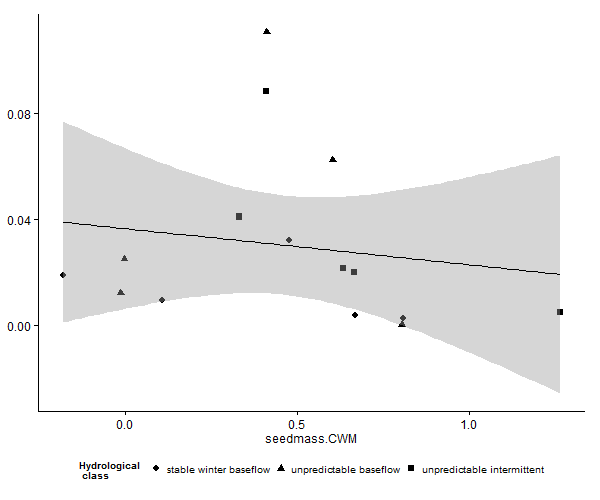 0.08
0.04
0.00
0.0 0.5 1.0
seedmass.CWM
Hydrological
class
stable winter baseflow unpredictable baseflow unpredictable intermittent